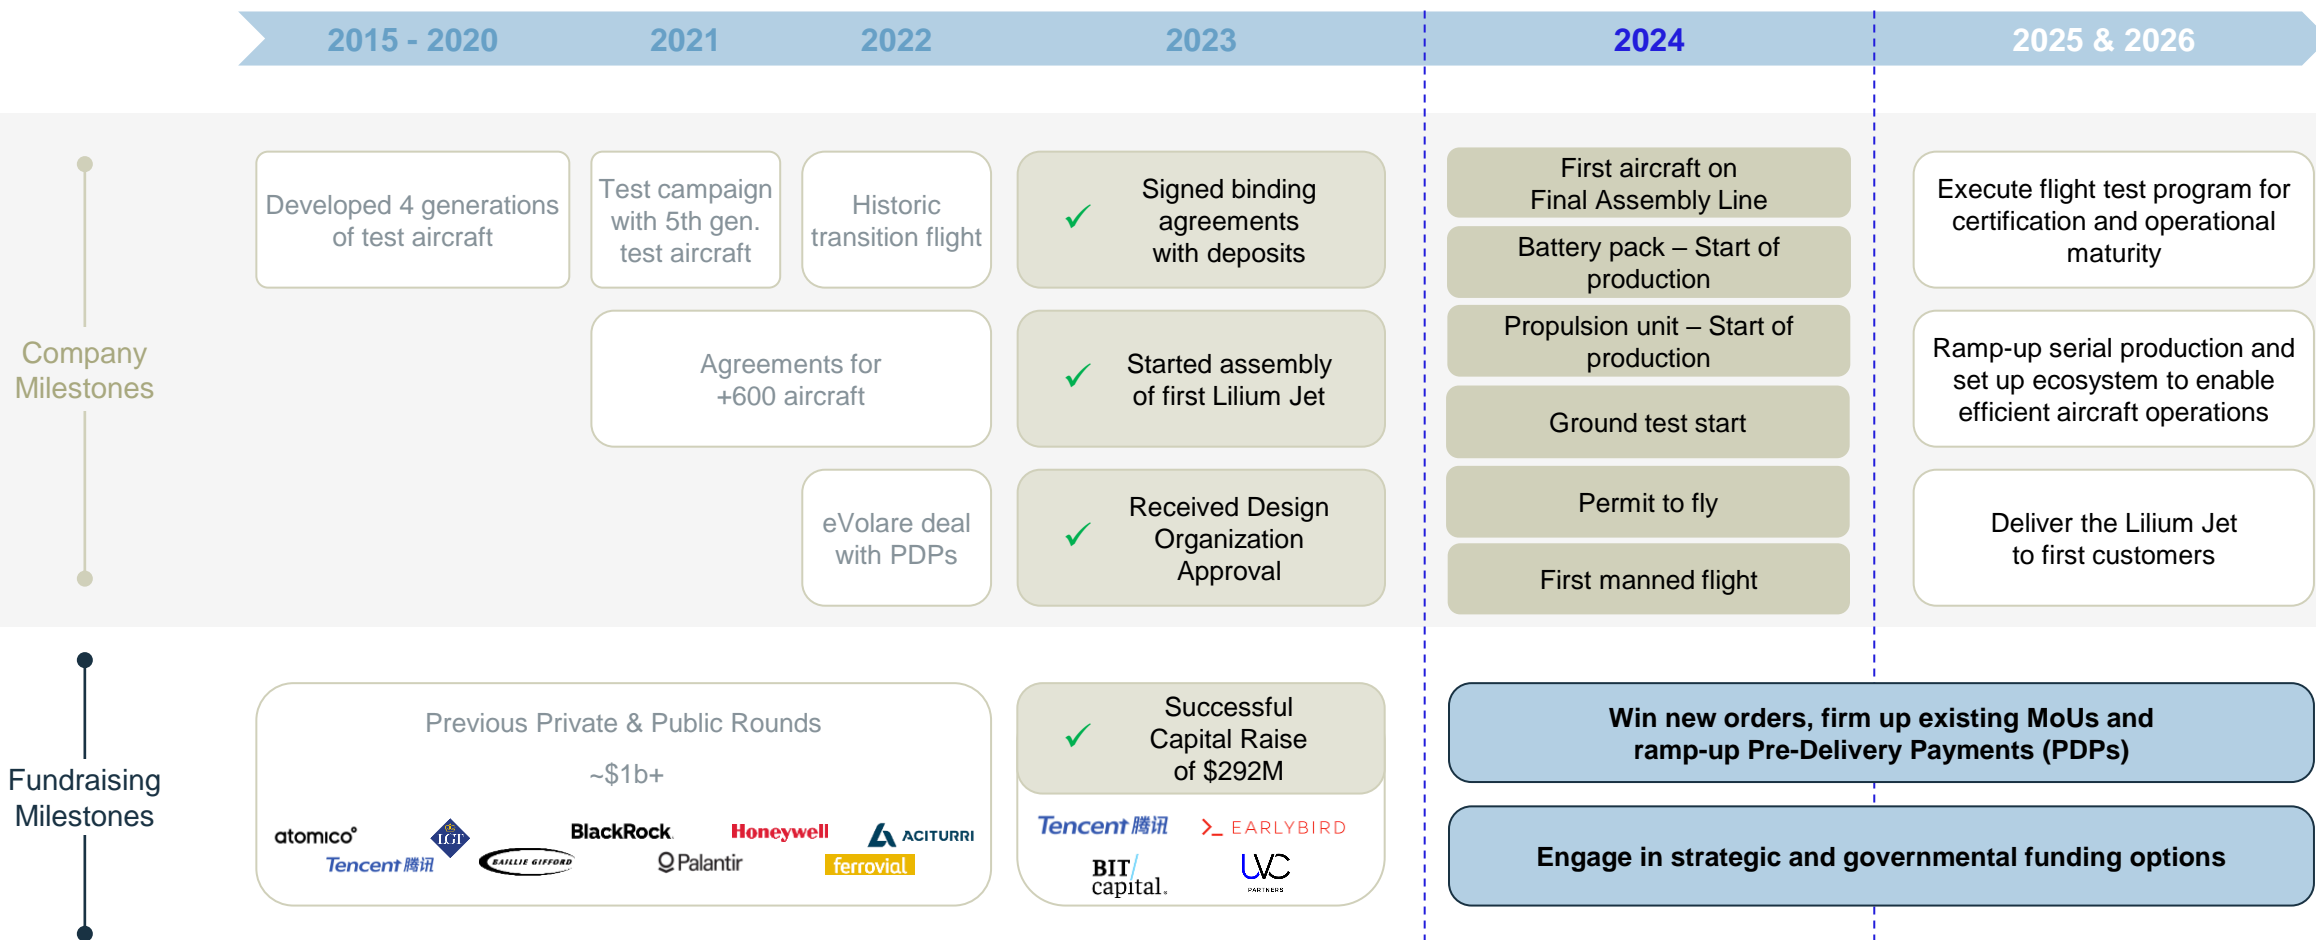 2015 - 2020
2021
2022
2023
2024
2025 & 2026
Company
Milestones
Developed 4 generations
of test aircraft
Test campaign
with 5th gen.
test aircraft
Historic
transition flight
Agreements for
+600 aircraft
eVolare deal
with PDPs
✓
Signed binding
agreements
with deposits
✓
Started assembly
of first Lilium Jet
✓
Received Design
Organization
Approval
First aircraft on
Final Assembly Line
Battery pack – Start of
production
Propulsion unit – Start of
production
Ground test start
Permit to fly
First manned flight
Execute flight test program for
certification and operational
maturity
Ramp-up serial production and
set up ecosystem to enable
efficient aircraft operations
Deliver the Lilium Jet
to first customers
Fundraising
Milestones
Previous Private & Public Rounds
~$1b+
atomico
LGT
BlackRock.
Honeywell
ACITURRI
Tencent 腾讯
BAILLIE GIFFORD
Palantir
ferrovial
✓
Successful
Capital Raise
of $292M
Tencent 腾讯
EARLYBIRD
BIT/
capital.
UVC
PARTNERS
Win new orders, firm up existing MoUs and
ramp-up Pre-Delivery Payments (PDPs)
Engage in strategic and governmental funding options